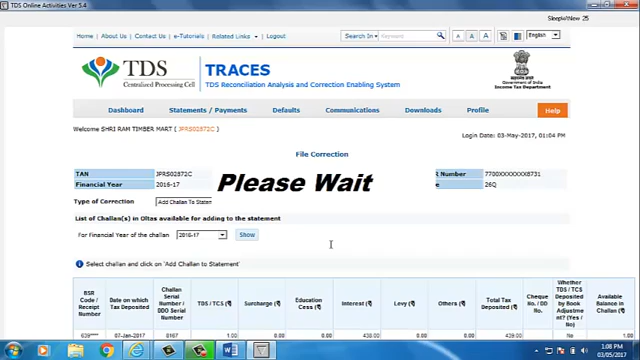 TDS Online Activities Ver 5.4
Home | About Us | Contact Us | e-Tutorials | Related Links | Logout
Search In Keyword A A A English
TDS
Centralized Processing Cell
TRACES
TDS Reconciliation Analysis and Correction Enabling System
Government of India
Income Tax Department
Dashboard Statements / Payments Defaults Communications Downloads Profile Help
Welcome SHRI RAM TIMBER MART ( JPRS02872C )
Login Date: 03-May-2017, 01:04 PM
File Correction
TAN JPRS02872C R Number 7700XXXXXXX8731
Please Wait
Financial Year 2016-17 e 26Q
Type of Correction Add Challan To Statem
List of Challan(s) in Oltas available for adding to the statement
For Financial Year of the challan 2016-17 Show
Select challan and click on 'Add Challan to Statement'
BSR Code / Receipt Number Date on which Tax Deposited Challan Serial Number / DDO Serial Number TDS / TCS (₹) Surcharge (₹) Education Cess (₹) Interest (₹) Levy (₹) Others (₹) Total Tax Deposited (₹) Cheque No. / DD No. Whether TDS / TCS Deposited by Book Adjustment? (Yes / No) Available Balance in Challan (₹)
639**** 07-Jan-2017 8167 1.00 0.00 0.00 438.00 0.00 0.00 439.00 No 1.00
1:08 PM
03/05/2017